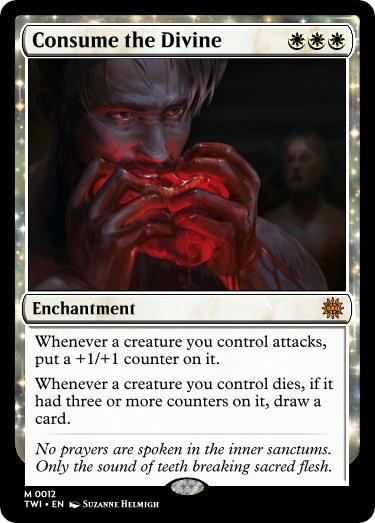 Consume the Divine
Enchantment
Whenever a creature you control attacks,
put a +1/+1 counter on it.
Whenever a creature you control dies, if it
had three or more counters on it, draw a
card.
No prayers are spoken in the inner sanctums.
Only the sound of teeth breaking sacred flesh.
M 0012
TWI • EN Suzanne Helmigh